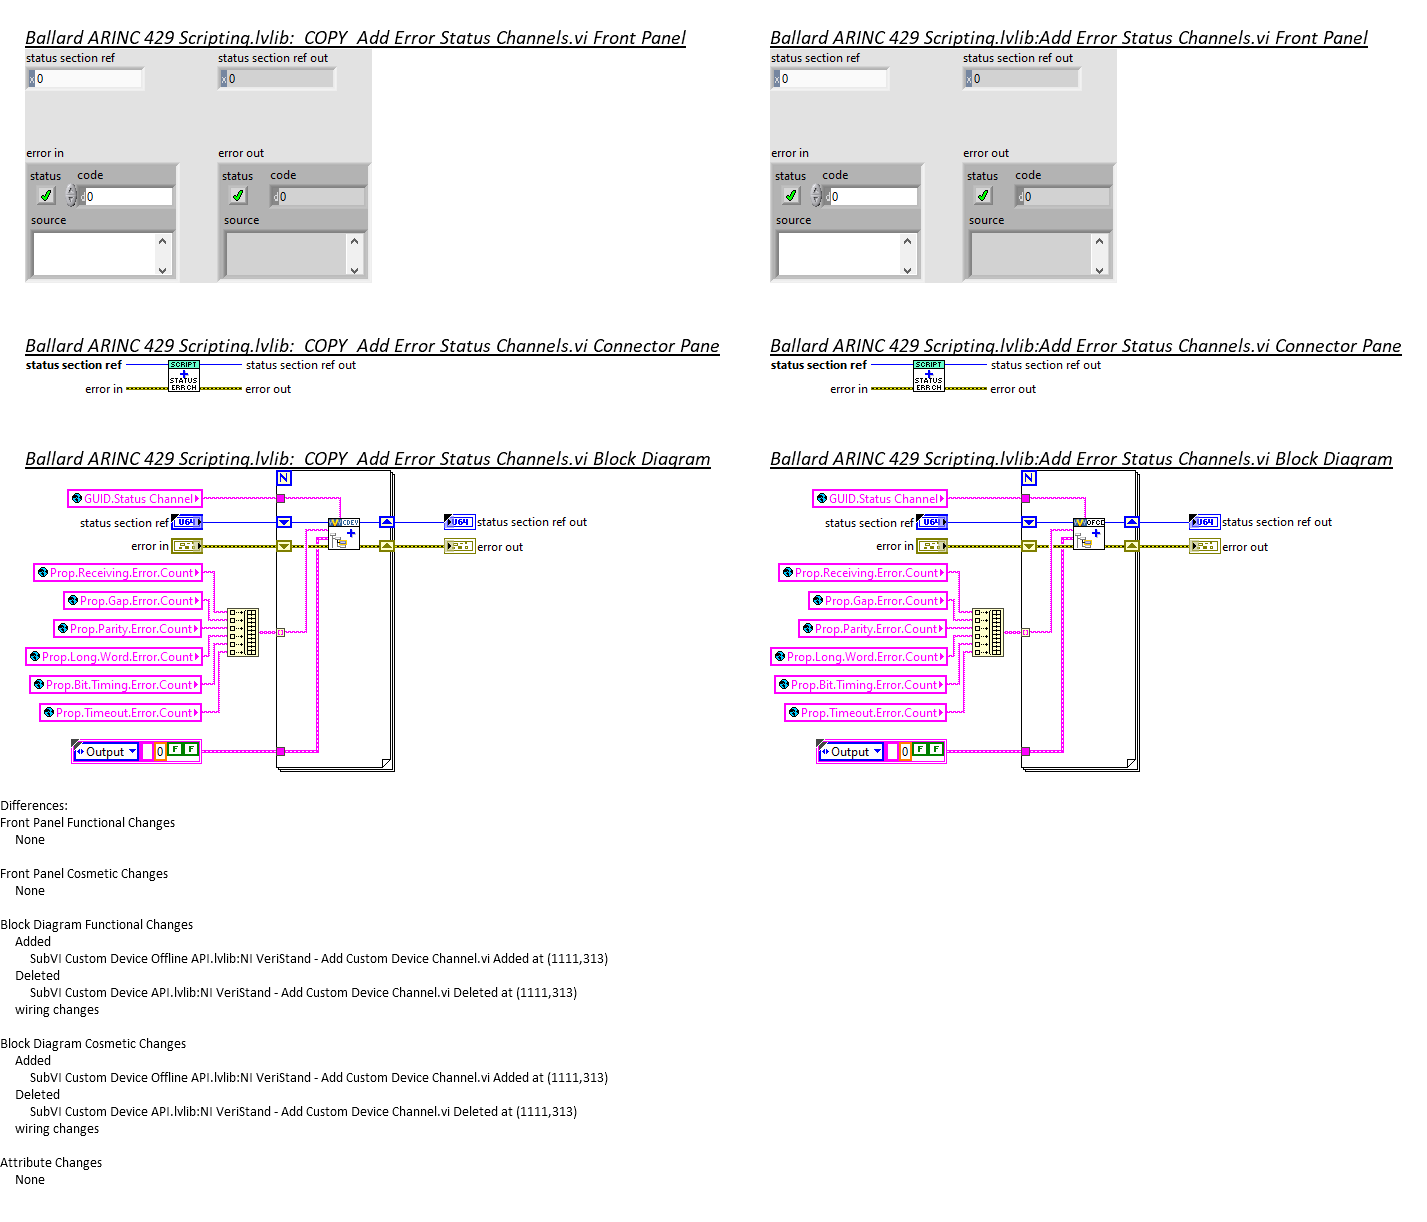 Ballard ARINC 429 Scripting.lvlib:_COPY_Add Error Status Channels.vi Front Panel
status section ref
status section ref out
x 0
x 0
error in
error out
status
code
status
code
d 0
d 0
source
source
Ballard ARINC 429 Scripting.lvlib:Add Error Status Channels.vi Front Panel
status section ref
status section ref out
x 0
x 0
error in
error out
status
code
status
code
d 0
d 0
source
source
Ballard ARINC 429 Scripting.lvlib:_COPY_Add Error Status Channels.vi Connector Pane
status section ref
status section ref out
SCRIPT
STATUS
ERR CH
error in
error out
Ballard ARINC 429 Scripting.lvlib:Add Error Status Channels.vi Connector Pane
status section ref
status section ref out
SCRIPT
STATUS
ERR CH
error in
error out
Ballard ARINC 429 Scripting.lvlib:_COPY_Add Error Status Channels.vi Block Diagram
N
GUID.Status Channel
status section ref
U64
CDEV
U64
status section ref out
error in
error out
Prop.Receiving.Error.Count
Prop.Gap.Error.Count
Prop.Parity.Error.Count
Prop.Long.Word.Error.Count
Prop.Bit.Timing.Error.Count
Prop.Timeout.Error.Count
Output
0
F
F
Ballard ARINC 429 Scripting.lvlib:Add Error Status Channels.vi Block Diagram
N
GUID.Status Channel
status section ref
U64
U64
status section ref out
error in
error out
Prop.Receiving.Error.Count
Prop.Gap.Error.Count
Prop.Parity.Error.Count
Prop.Long.Word.Error.Count
Prop.Bit.Timing.Error.Count
Prop.Timeout.Error.Count
Output
0
F
F
Differences:
Front Panel Functional Changes
None
Front Panel Cosmetic Changes
None
Block Diagram Functional Changes
Added
SubVI Custom Device Offline API.lvlib:NI VeriStand - Add Custom Device Channel.vi Added at (1111,313)
Deleted
SubVI Custom Device API.lvlib:NI VeriStand - Add Custom Device Channel.vi Deleted at (1111,313)
wiring changes
Block Diagram Cosmetic Changes
Added
SubVI Custom Device Offline API.lvlib:NI VeriStand - Add Custom Device Channel.vi Added at (1111,313)
Deleted
SubVI Custom Device API.lvlib:NI VeriStand - Add Custom Device Channel.vi Deleted at (1111,313)
wiring changes
Attribute Changes
None